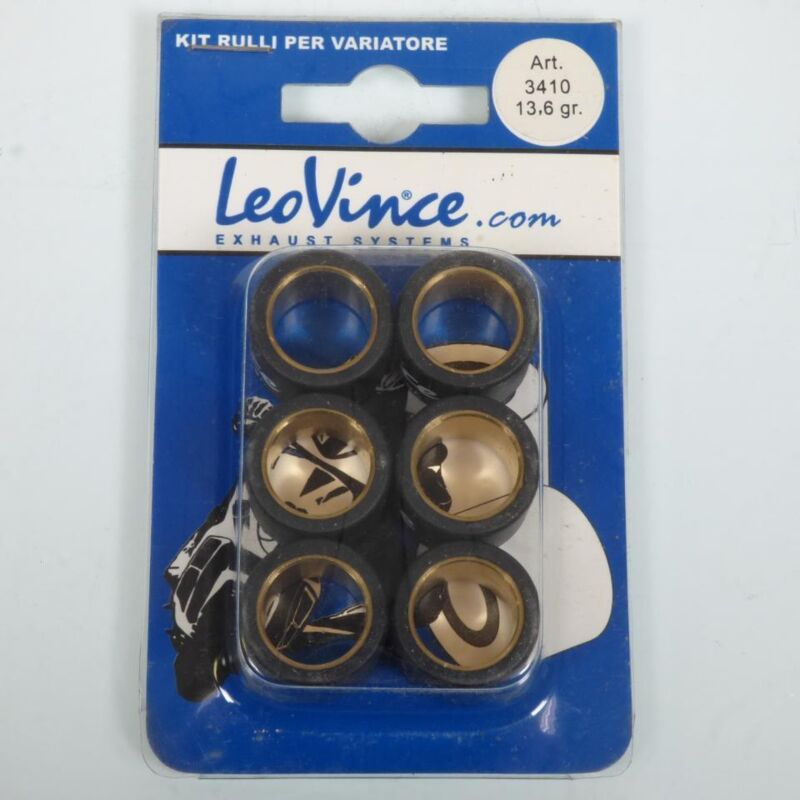 KIT RULLI PER VARIATORE
Art.
3410
13,6 gr.
LeoVince®.com
EXHAUST SYSTEMS